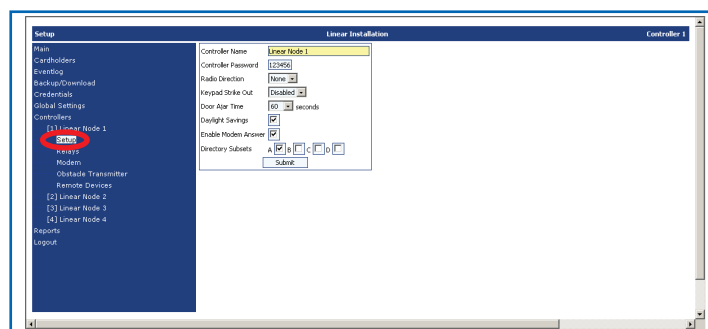 Setup Linear Installation Controller 1
Main
Cardholders
Eventlog
Backup/Download
Credentials
Global Settings
Controllers
[1] Linear Node 1
Setup
Relays
Modem
Obstacle Transmitter
Remote Devices
[2] Linear Node 2
[3] Linear Node 3
[4] Linear Node 4
Reports
Logout
Controller Name Linear Node 1
Controller Password 123456
Radio Direction None
Keypad Strike Out Disabled
Door Ajar Time 60 seconds
Daylight Savings
Enable Modem Answer
Directory Subsets A B C D
Submit